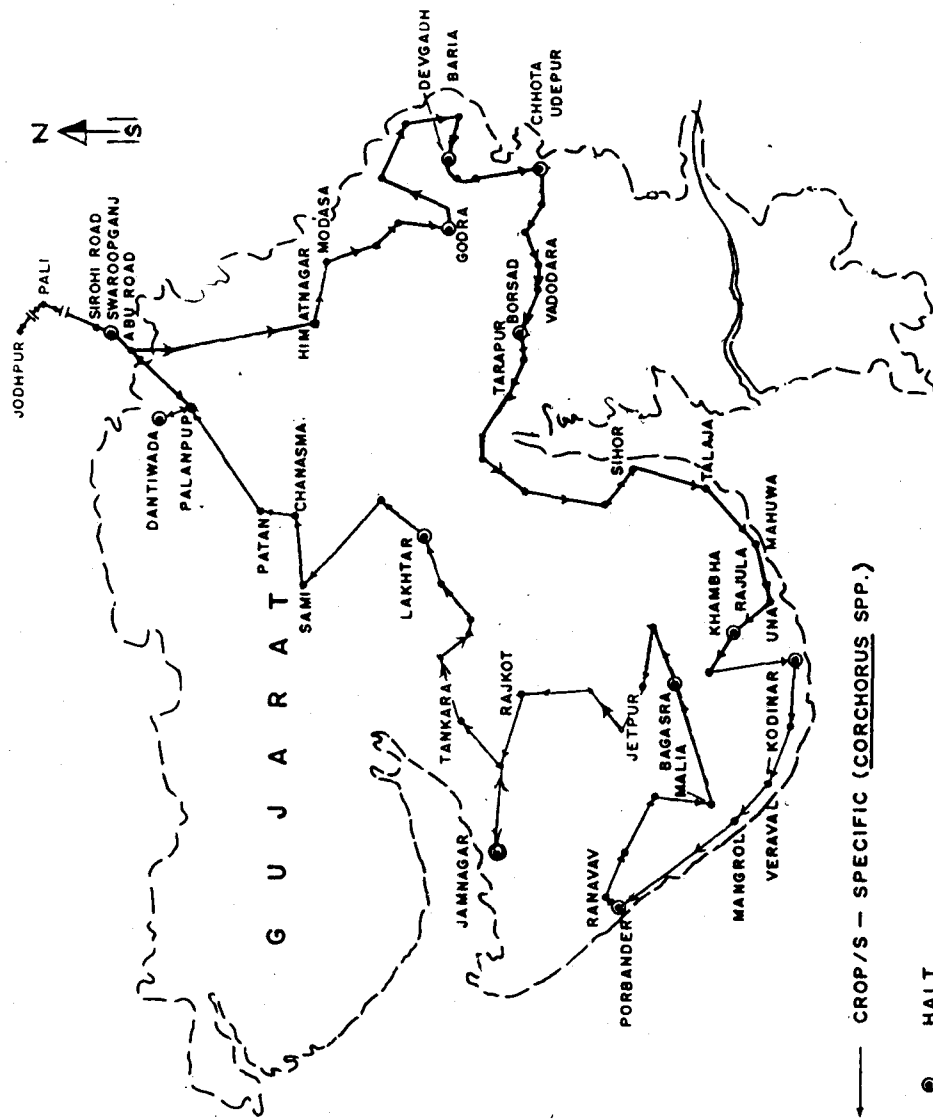 N
S
JODHPUR
PALI
SIROHI ROAD
SWAROOPGANJ
ABU ROAD
DANTIWADA
PALANPUP
PATAN
CHANASMA.
SAMI
HIMATNAGAR
MODASA
GODRA
DEVGADH
BARIA
CHHOTA
UDEPUR
VADODARA
BORSAD
TARAPUR
GUJARAT
LAKHTAR
TANKARA
RAJKOT
JAMNAGAR
JETPUR
BAGASRA
MALIA
RANAVAV
PORBANDER
MANGROL
VERAVAL
KODINAR
UNA
KHAMBHA
RAJULA
MAHUWA
TALAJA
SIHOR
CROP/S – SPECIFIC (CORCHORUS SPP.)
HALT